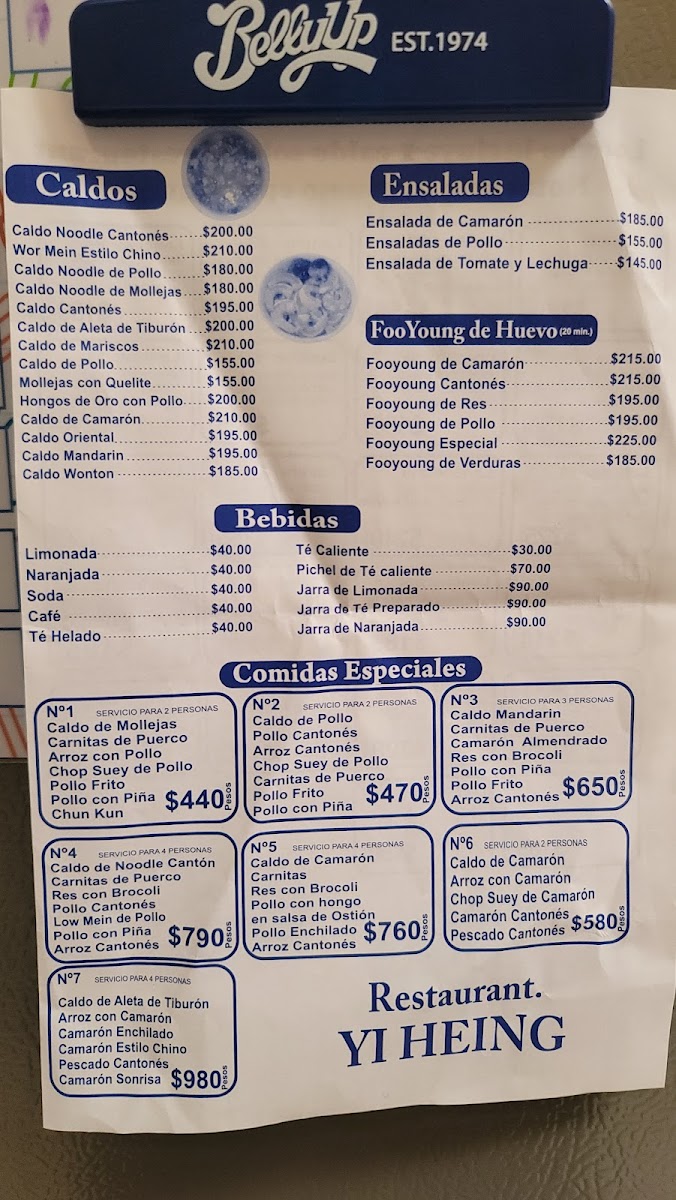 BellyUp EST.1974
Caldos
Caldo Noodle Cantonés $200.00
Wor Mein Estilo Chino $210.00
Caldo Noodle de Pollo $180.00
Caldo Noodle de Mollejas $180.00
Caldo Cantonés $195.00
Caldo de Aleta de Tiburón $200.00
Caldo de Mariscos $210.00
Caldo de Pollo $155.00
Mollejas con Quelite $155.00
Hongos de Oro con Pollo $200.00
Caldo de Camarón $210.00
Caldo Oriental $195.00
Caldo Mandarin $195.00
Caldo Wonton $185.00
Ensaladas
Ensalada de Camarón $185.00
Ensaladas de Pollo $155.00
Ensalada de Tomate y Lechuga $145.00
FooYoung de Huevo (20 min.)
Fooyoung de Camarón $215.00
Fooyoung Cantonés $215.00
Fooyoung de Res $195.00
Fooyoung de Pollo $195.00
Fooyoung Especial $225.00
Fooyoung de Verduras $185.00
Bebidas
Limonada $40.00
Naranjada $40.00
Soda $40.00
Café $40.00
Té Helado $40.00
Té Caliente $30.00
Pichel de Té caliente $70.00
Jarra de Limonada $90.00
Jarra de Té Preparado $90.00
Jarra de Naranjada $90.00
Comidas Especiales
Nº1 SERVICIO PARA 2 PERSONAS
Caldo de Mollejas
Carnitas de Puerco
Arroz con Pollo
Chop Suey de Pollo
Pollo Frito
Pollo con Piña
Chun Kun
$440 Pesos
Nº2 SERVICIO PARA 2 PERSONAS
Caldo de Pollo
Pollo Cantonés
Arroz Cantonés
Chop Suey de Pollo
Carnitas de Puerco
Pollo Frito
Pollo con Piña
$470 Pesos
Nº3 SERVICIO PARA 3 PERSONAS
Caldo Mandarin
Carnitas de Puerco
Camarón Almendrado
Res con Brocoli
Pollo con Piña
Pollo Frito
Arroz Cantonés
$650 Pesos
Nº4 SERVICIO PARA 4 PERSONAS
Caldo de Noodle Cantón
Carnitas de Puerco
Res con Brocoli
Pollo Cantonés
Low Mein de Pollo
Pollo con Piña
Arroz Cantonés
$790 Pesos
Nº5 SERVICIO PARA 4 PERSONAS
Caldo de Camarón
Carnitas
Res con Brocoli
Pollo con hongo
en salsa de Ostión
Pollo Enchilado
Arroz Cantonés
$760 Pesos
Nº6 SERVICIO PARA 2 PERSONAS
Caldo de Camarón
Arroz con Camarón
Chop Suey de Camarón
Camarón Cantonés
Pescado Cantonés
$580 Pesos
Nº7 SERVICIO PARA 4 PERSONAS
Caldo de Aleta de Tiburón
Arroz con Camarón
Camarón Enchilado
Camarón Estilo Chino
Pescado Cantonés
Camarón Sonrisa
$980 Pesos
Restaurant.
YI HEING